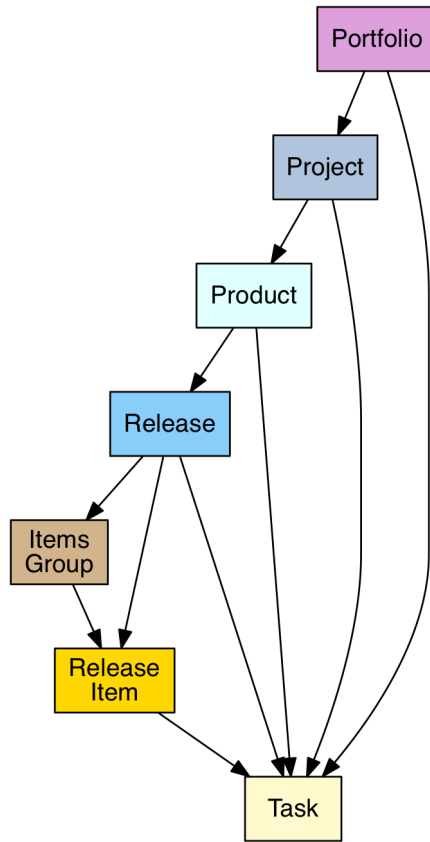 Portfolio
Project
Product
Release
Items
Group
Release
Item
Task